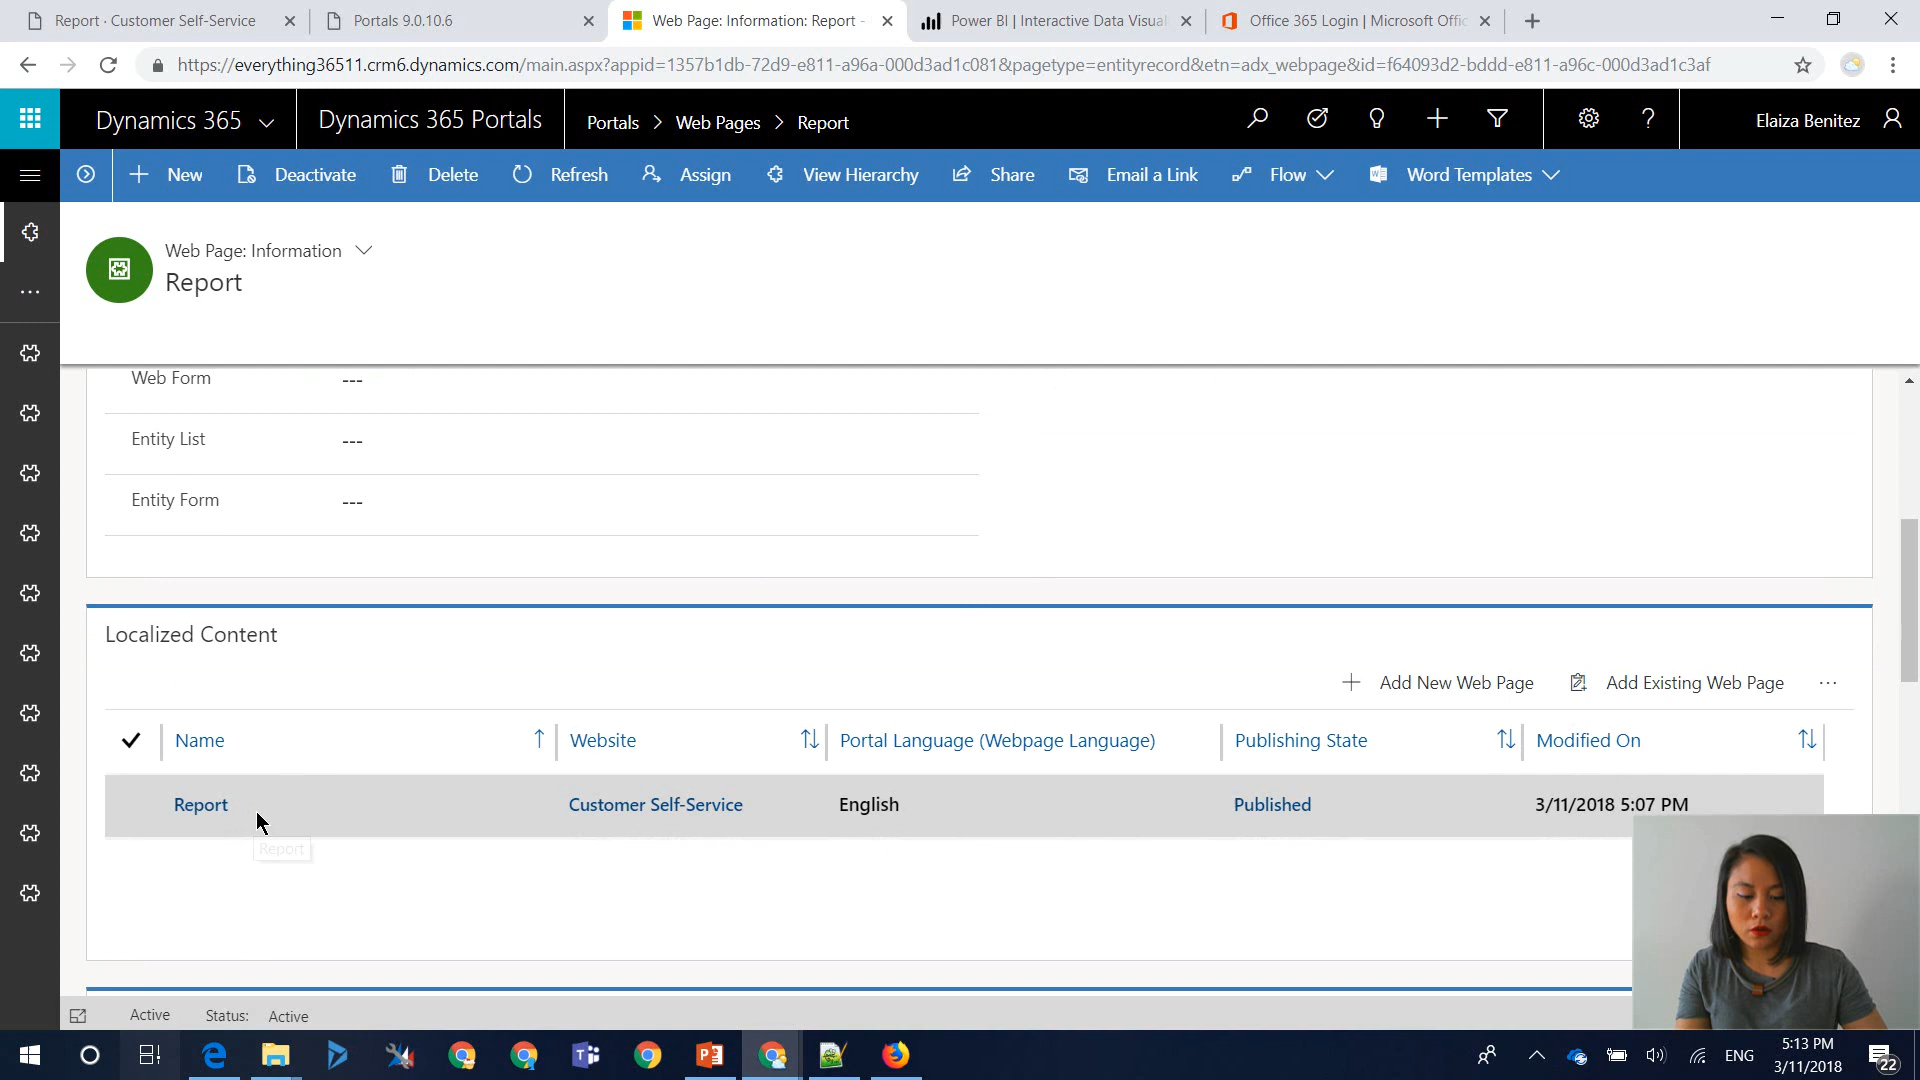 Report · Customer Self-Service
Portals 9.0.10.6
Web Page: Information: Report -
Power BI | Interactive Data Visual
Office 365 Login | Microsoft Offic
https://everything36511.crm6.dynamics.com/main.aspx?appid=1357b1db-72d9-e811-a96a-000d3ad1c081&pagetype=entityrecord&etn=adx_webpage&id=f64093d2-bddd-e811-a96c-000d3ad1c3af
Dynamics 365
Dynamics 365 Portals
Portals > Web Pages > Report
Elaiza Benitez
New
Deactivate
Delete
Refresh
Assign
View Hierarchy
Share
Email a Link
Flow
Word Templates
Web Page: Information
Report
Web Form ---
Entity List ---
Entity Form ---
Localized Content
Add New Web Page
Add Existing Web Page
Name
Website
Portal Language (Webpage Language)
Publishing State
Modified On
Report
Customer Self-Service
English
Published
3/11/2018 5:07 PM
Report
Active
Status: Active
ENG
5:13 PM
3/11/2018
22